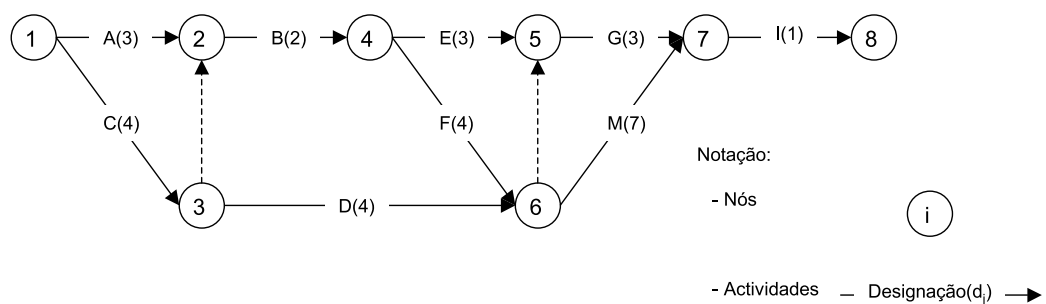 1 A(3) 2 B(2) 4 E(3) 5 G(3) 7 I(1) 8
C(4) F(4) M(7)
Notação:
3 D(4) 6
- Nós
i
- Actividades – Designação(di)